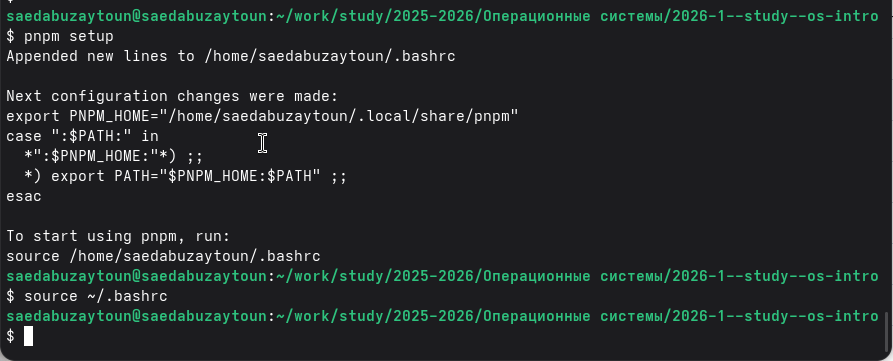 saedabuzaytoun@saedabuzaytoun:~/work/study/2025-2026/Операционные системы/2026-1--study--os-intro
$ pnpm setup
Appended new lines to /home/saedabuzaytoun/.bashrc
Next configuration changes were made:
export PNPM_HOME="/home/saedabuzaytoun/.local/share/pnpm"
case ":$PATH:" in
  *":$PNPM_HOME:"*) ;;
  *) export PATH="$PNPM_HOME:$PATH" ;;
esac
To start using pnpm, run:
source /home/saedabuzaytoun/.bashrc
saedabuzaytoun@saedabuzaytoun:~/work/study/2025-2026/Операционные системы/2026-1--study--os-intro
$ source ~/.bashrc
saedabuzaytoun@saedabuzaytoun:~/work/study/2025-2026/Операционные системы/2026-1--study--os-intro
$